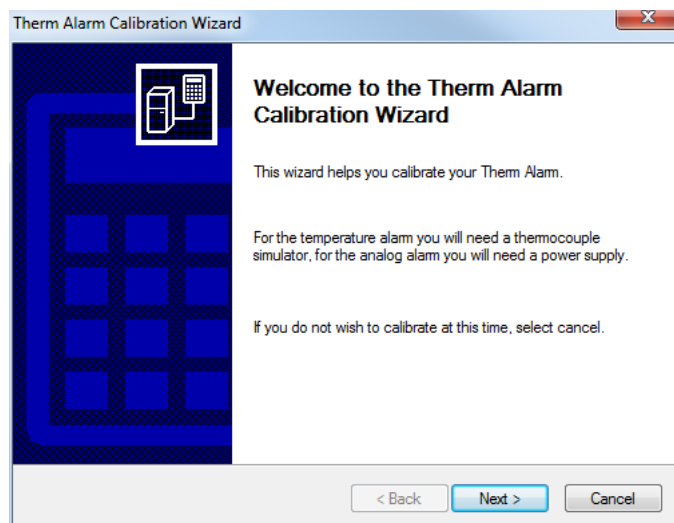 Therm Alarm Calibration Wizard
x
Welcome to the Therm Alarm
Calibration Wizard
This wizard helps you calibrate your Therm Alarm.
For the temperature alarm you will need a thermocouple
simulator, for the analog alarm you will need a power supply.
If you do not wish to calibrate at this time, select cancel.
< Back
Next >
Cancel